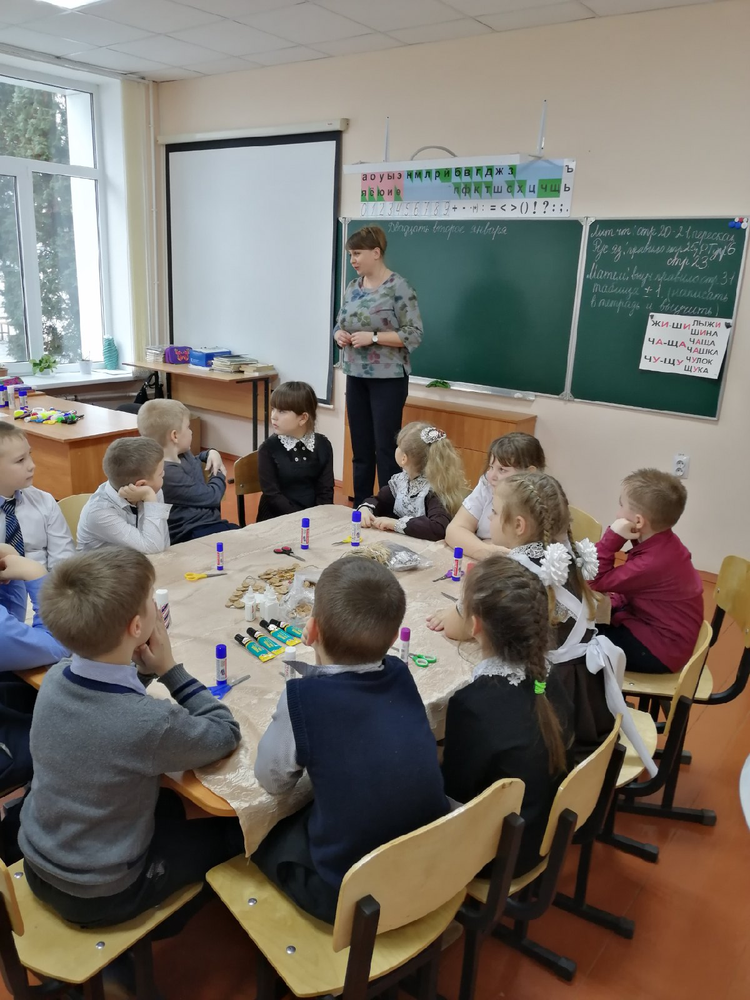 а о у ы э н м л р й б в г д ж з ъ
я ё ю и е п ф к т ш с х ц ч щ ь
0 1 2 3 4 5 6 7 8 9 + - · : = < > ( ) ! ? : ; .
Двадцать второе января
Лит чт: стр 20-21, пересказ
Рус яз: правило стр 25, РТ упр 6
стр 23
Матем: выуч правило стр 31
таблица ± 1 (написать
в тетрадь и выучить)
ЖИ-ШИ ЛЫЖИ
ШИНА
ЧА-ЩА ЧАЩА
ЧАШКА
ЧУ-ЩУ ЧУЛОК
ЩУКА